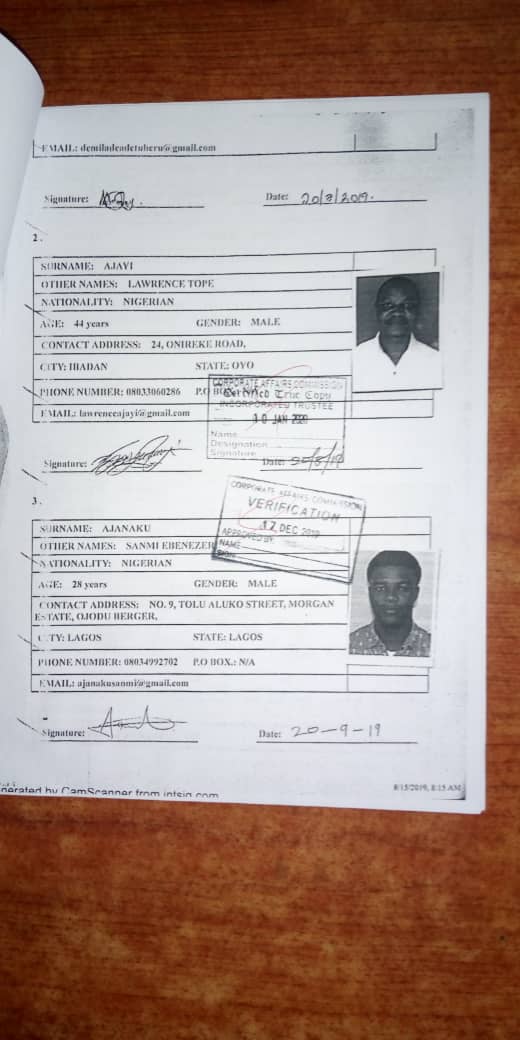 EMAIL: demiladeadetuberu@gmail.com
Signature:
Date: 20/8/2019.
2.
SURNAME: AJAYI
OTHER NAMES: LAWRENCE TOPE
NATIONALITY: NIGERIAN
AGE: 44 years GENDER: MALE
CONTACT ADDRESS: 24, ONIREKE ROAD,
CITY: IBADAN STATE: OYO
PHONE NUMBER: 08033060286 P.O BOX.:
EMAIL: lawrenceajayi@gmail.com
CORPORATE AFFAIRS COMMISSION
Certified True Copy
INCORPORATED TRUSTEE
10 JAN 2020
Name
Designation
Signature
Signature:
Date:
CORPORATE AFFAIRS COMMISSION
VERIFICATION
17 DEC 2019
APPROVED BY:
NAME
SIGN
3.
SURNAME: AJANAKU
OTHER NAMES: SANMI EBENEZER
NATIONALITY: NIGERIAN
AGE: 28 years GENDER: MALE
CONTACT ADDRESS: NO. 9, TOLU ALUKO STREET, MORGAN
ESTATE, OJODU BERGER,
CITY: LAGOS STATE: LAGOS
PHONE NUMBER: 08034992702 P.O BOX.: N/A
EMAIL: ajanakusanmi@gmail.com
Signature:
Date: 20-9-19
8/15/2019, 8:15 AM
nerated by CamScanner from intsig.com